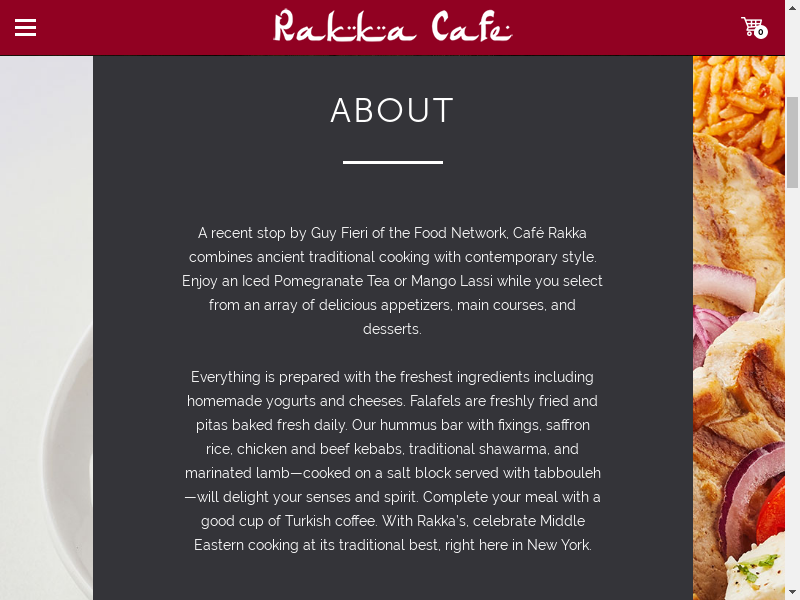 Rakka Cafe
0
ABOUT
A recent stop by Guy Fieri of the Food Network, Café Rakka
combines ancient traditional cooking with contemporary style.
Enjoy an Iced Pomegranate Tea or Mango Lassi while you select
from an array of delicious appetizers, main courses, and
desserts.
Everything is prepared with the freshest ingredients including
homemade yogurts and cheeses. Falafels are freshly fried and
pitas baked fresh daily. Our hummus bar with fixings, saffron
rice, chicken and beef kebabs, traditional shawarma, and
marinated lamb—cooked on a salt block served with tabbouleh
—will delight your senses and spirit. Complete your meal with a
good cup of Turkish coffee. With Rakka's, celebrate Middle
Eastern cooking at its traditional best, right here in New York.